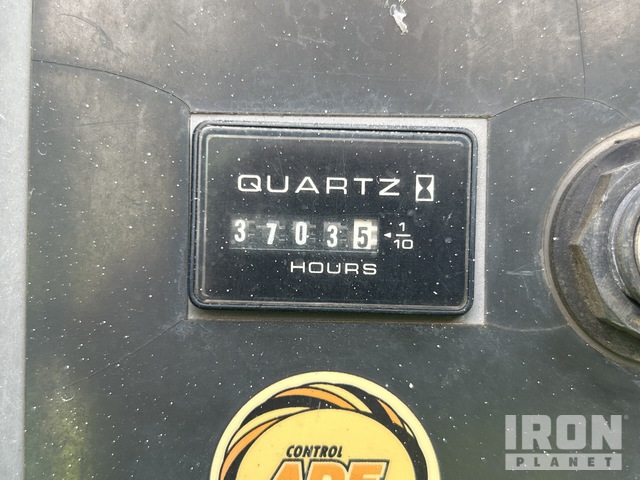 QUARTZ
37035 ◄ 1/10
HOURS
CONTROL
IRON
PLANET